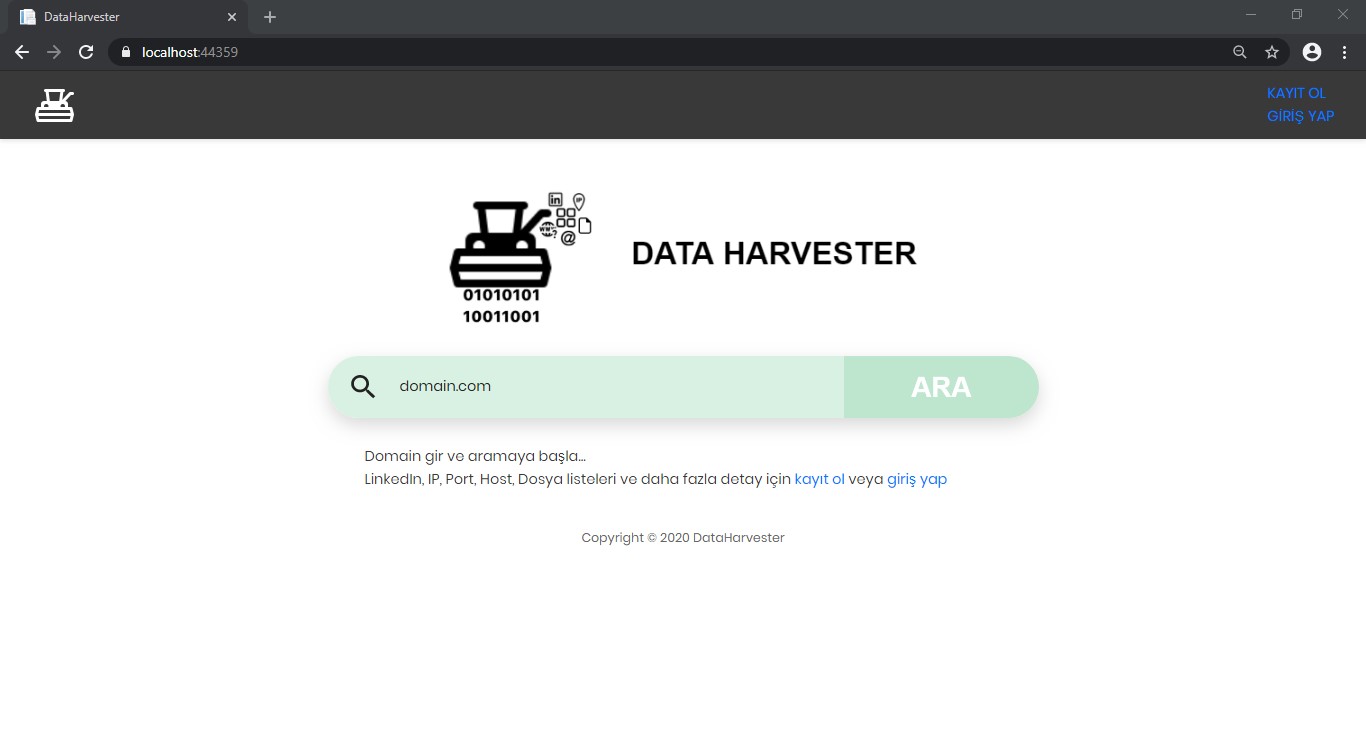 DataHarvester
localhost:44359
KAYIT OL
GİRİŞ YAP
in
IP
WWW
?
@
01010101
10011001
DATA HARVESTER
domain.com
ARA
Domain gir ve aramaya başla...
LinkedIn, IP, Port, Host, Dosya listeleri ve daha fazla detay için kayıt ol veya giriş yap
Copyright © 2020 DataHarvester